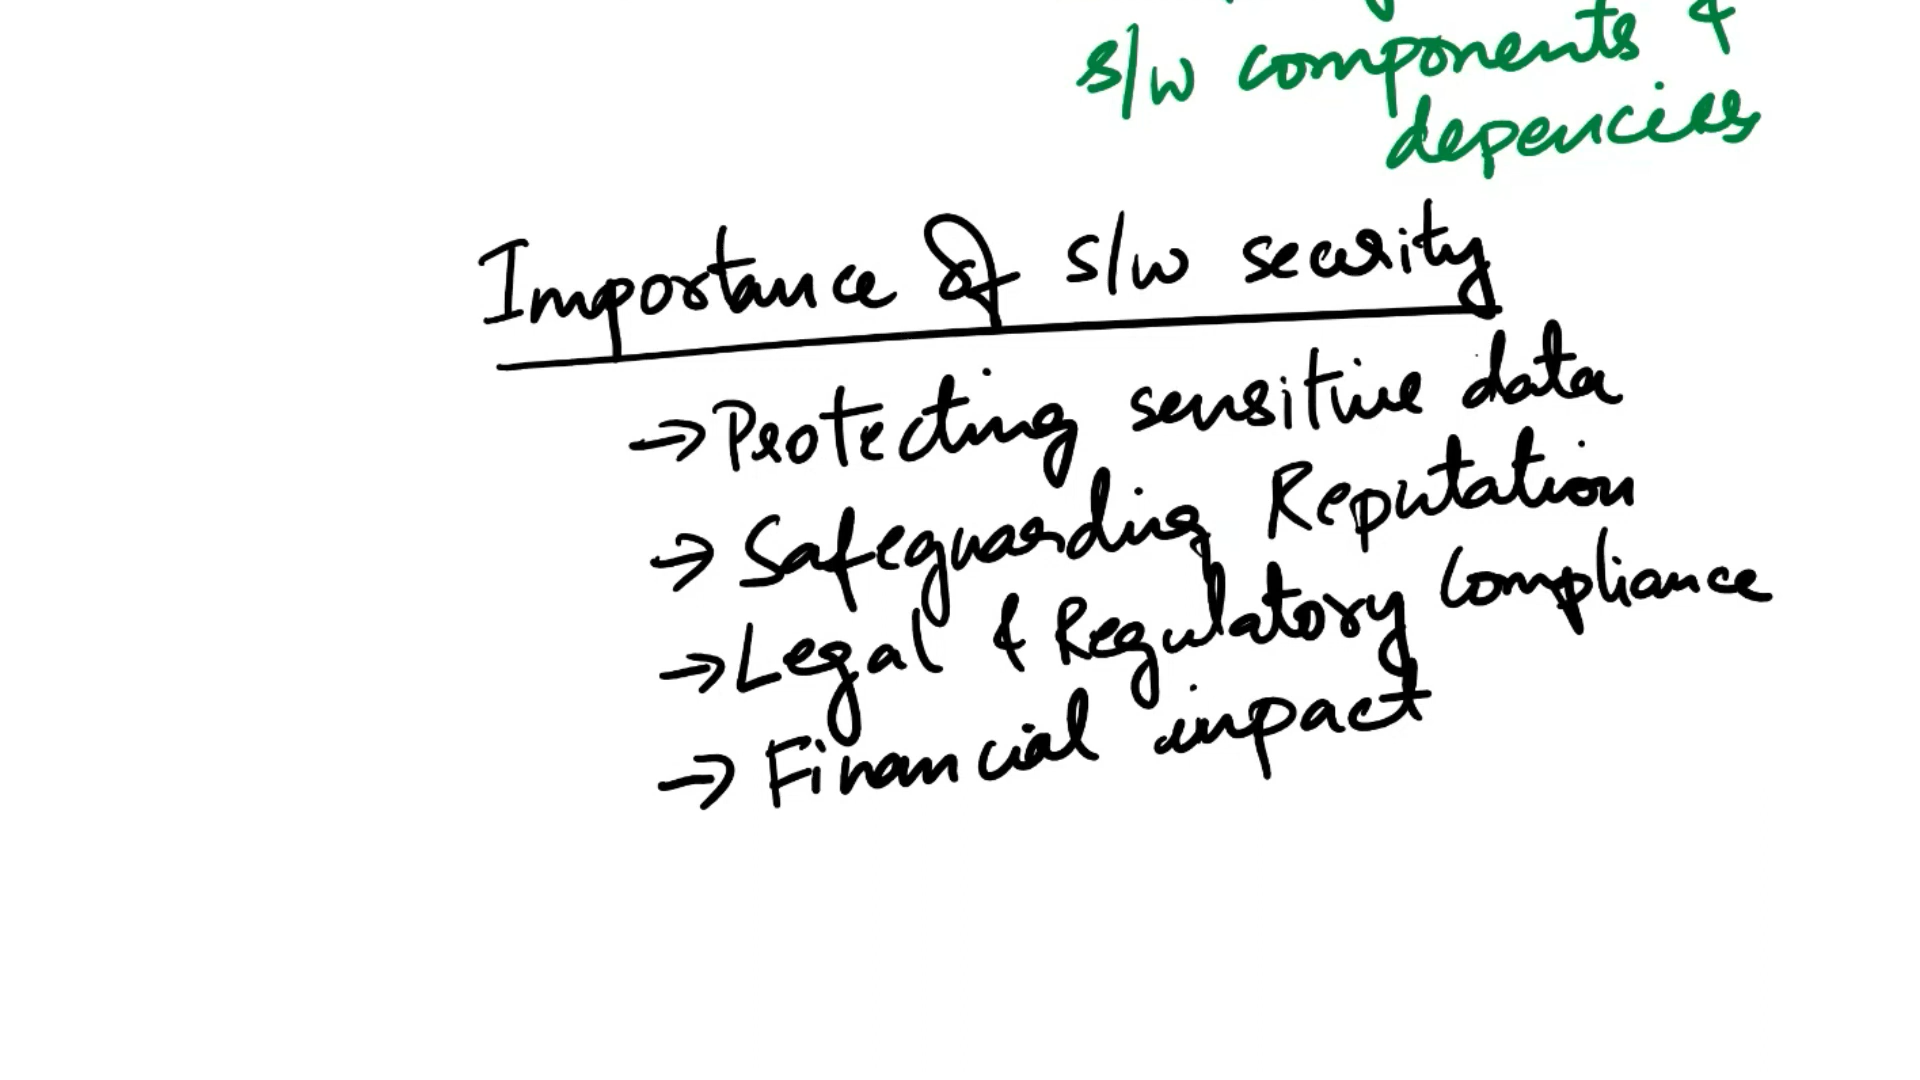 s/w components &
depencies
Importance of s/w security
→Protecting sensitive data
→Safeguarding Reputation
→Legal & Regulatory Compliance
→Financial impact